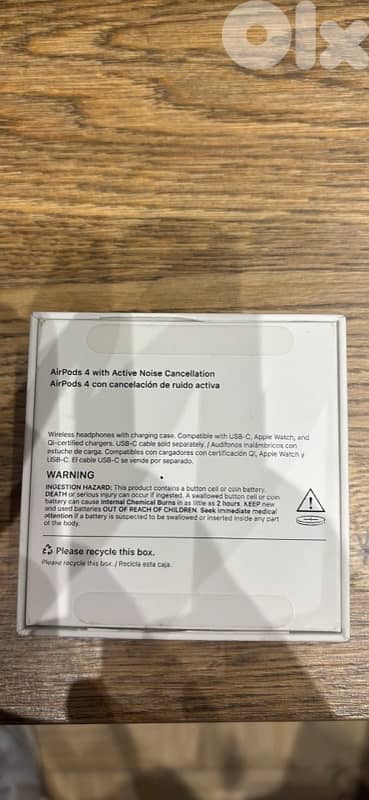 olx
AirPods 4 with Active Noise Cancellation
AirPods 4 con cancelación de ruido activa
Wireless headphones with charging case. Compatible with USB-C, Apple Watch, and
Qi-certified chargers. USB-C cable sold separately. / Audífonos inalámbricos con
estuche de carga. Compatibles con cargadores con certificación Qi, Apple Watch y
USB-C. El cable USB-C se vende por separado.
WARNING
INGESTION HAZARD: This product contains a button cell or coin battery.
DEATH or serious injury can occur if ingested. A swallowed button cell or coin
battery can cause Internal Chemical Burns in as little as 2 hours. KEEP new
and used batteries OUT OF REACH OF CHILDREN. Seek immediate medical
attention if a battery is suspected to be swallowed or inserted inside any part
of the body.
Please recycle this box.
Please recycle this box. / Recicla esta caja.